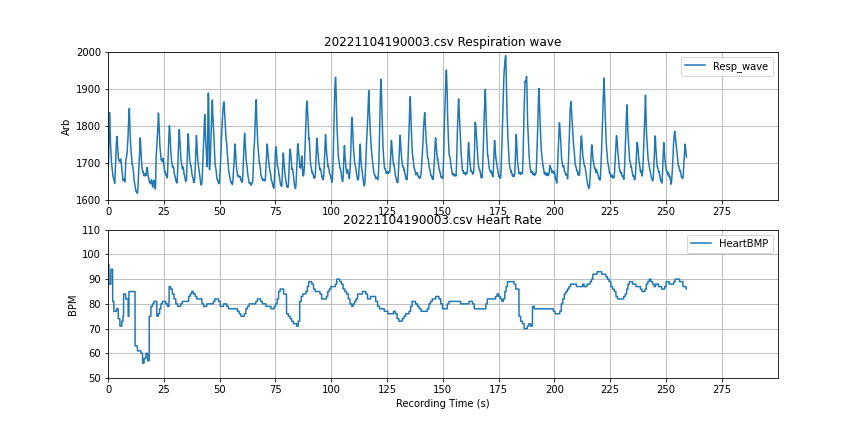 20221104190003.csv Respiration wave
2000
1900
1800
1700
1600
Arb
Resp_wave
0 25 50 75 100 125 150 175 200 225 250 275
20221104190003.csv Heart Rate
110
100
90
80
70
60
50
BPM
HeartBMP
0 25 50 75 100 125 150 175 200 225 250 275
Recording Time (s)